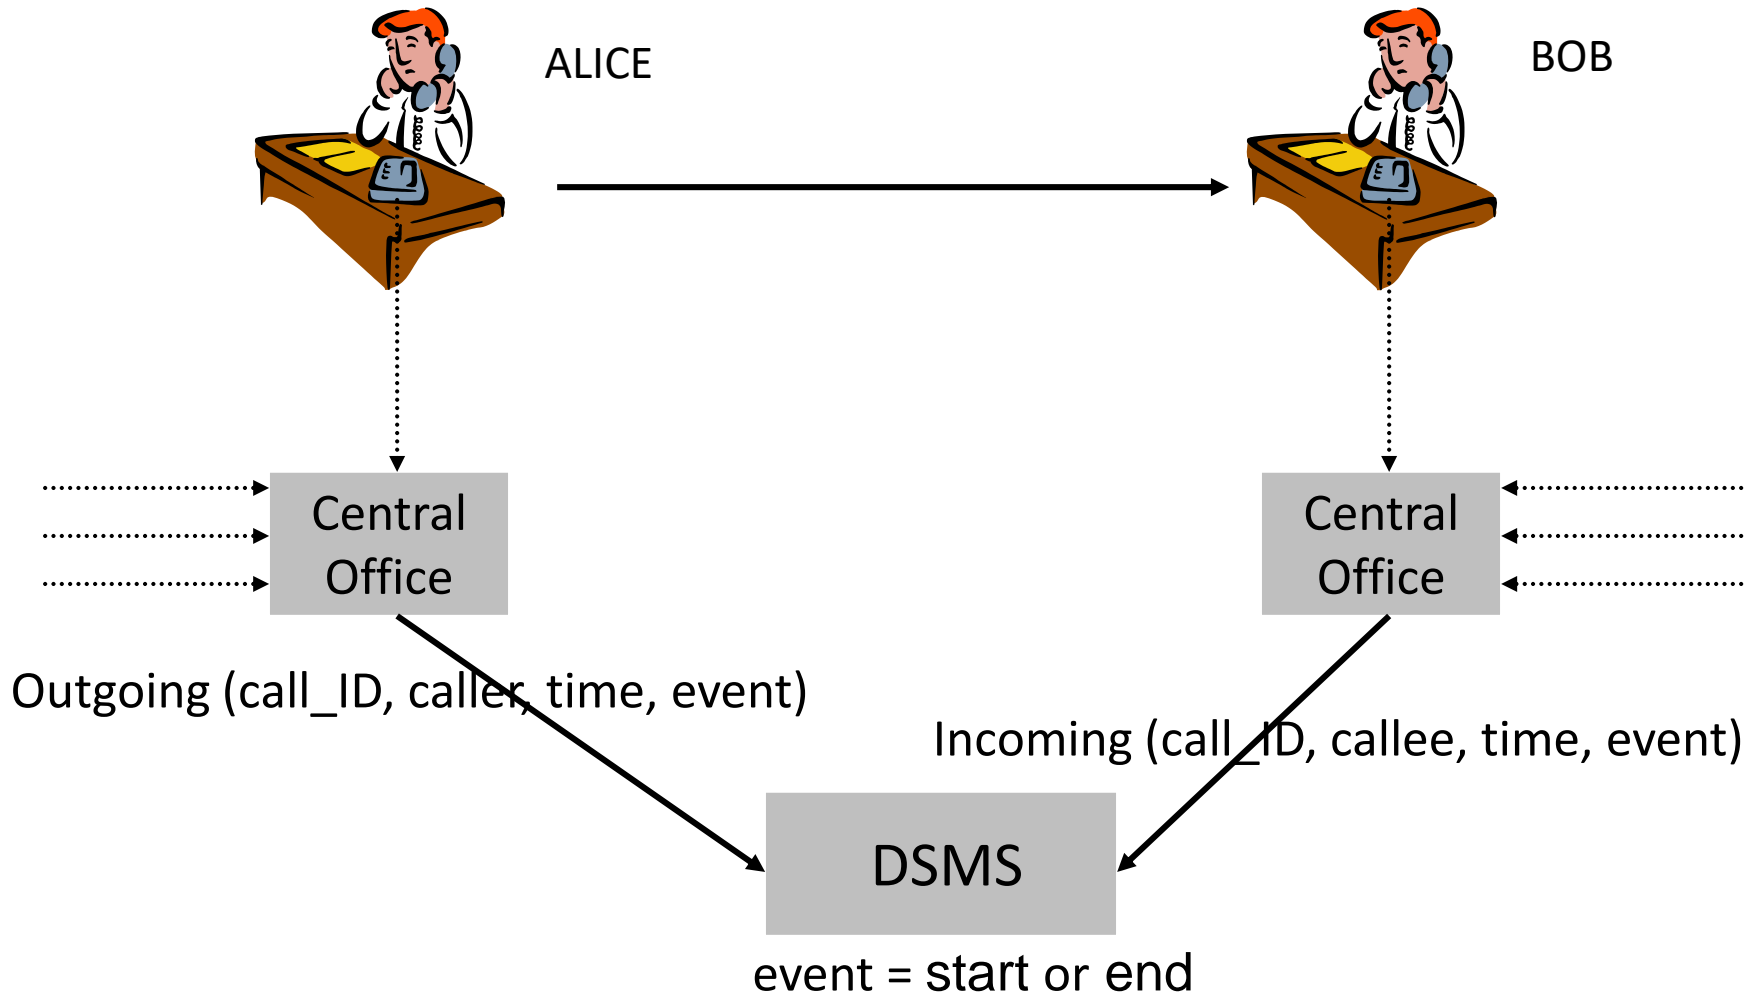 ALICE
BOB
Central
Office
Central
Office
Outgoing (call_ID, caller, time, event)
Incoming (call_ID, callee, time, event)
DSMS
event = start or end